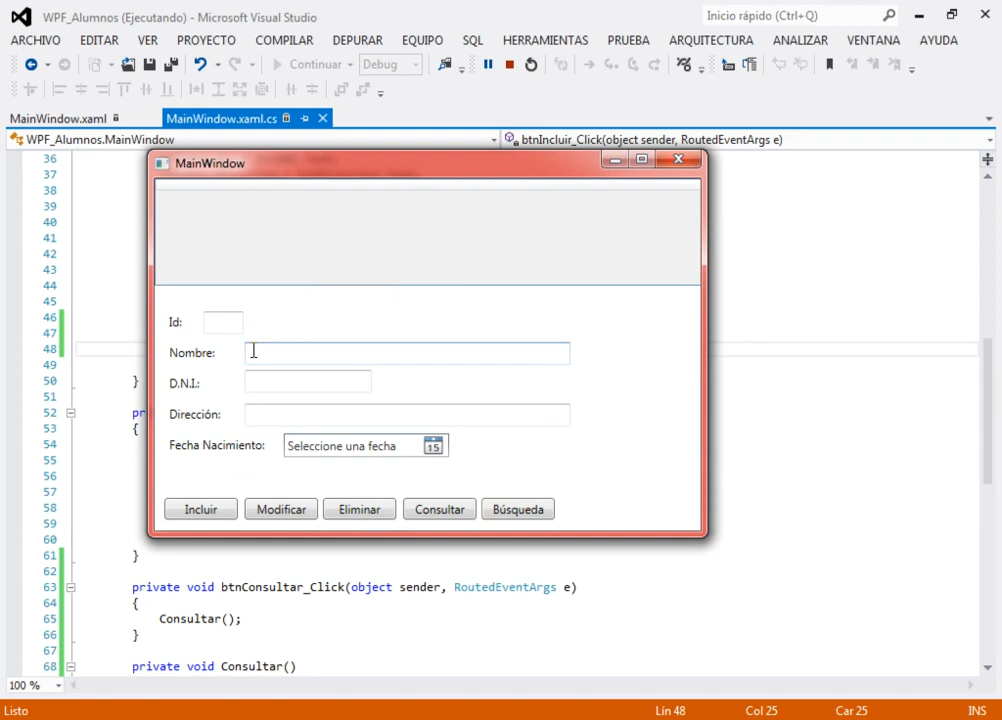 WPF_Alumnos (Ejecutando) - Microsoft Visual Studio
Inicio rápido (Ctrl+Q)
ARCHIVO EDITAR VER PROYECTO COMPILAR DEPURAR EQUIPO SQL HERRAMIENTAS PRUEBA ARQUITECTURA ANALIZAR VENTANA AYUDA
Continuar Debug
MainWindow.xaml MainWindow.xaml.cs
WPF_Alumnos.MainWindow btnIncluir_Click(object sender, RoutedEventArgs e)
MainWindow
36
37
38
39
40
41
42
43
44
45
46
47
48
49
50 }
51
52 pr
53 {
54
55
56
57
58
59
60
61 }
62
63 private void btnConsultar_Click(object sender, RoutedEventArgs e)
64 {
65 Consultar();
66 }
67
68 private void Consultar()
Id:
Nombre:
D.N.I.:
Dirección:
Fecha Nacimiento: Seleccione una fecha 15
Incluir Modificar Eliminar Consultar Búsqueda
100 %
Listo Lín 48 Col 25 Car 25 INS